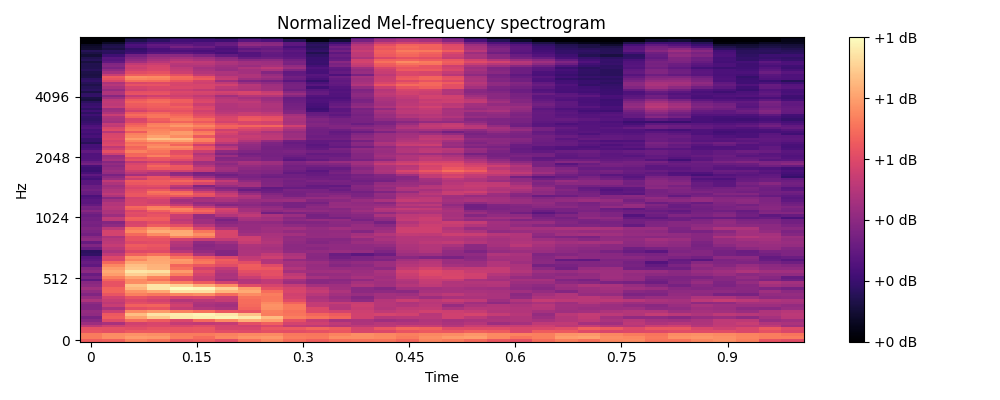 Normalized Mel-frequency spectrogram
Hz
4096
2048
1024
512
0
0 0.15 0.3 0.45 0.6 0.75 0.9
Time
+1 dB
+1 dB
+1 dB
+0 dB
+0 dB
+0 dB